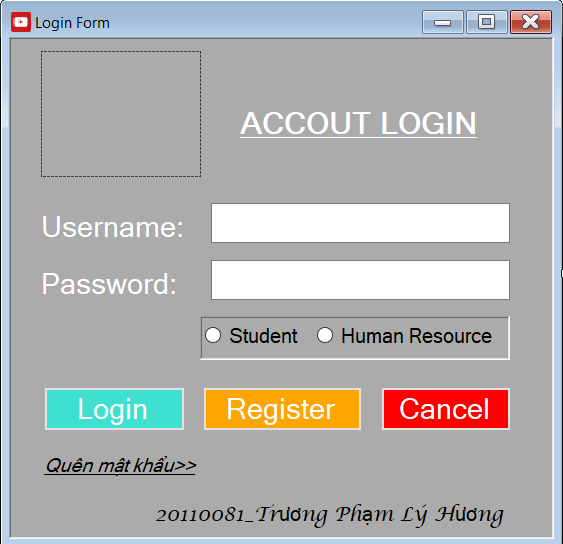 Login Form
ACCOUT LOGIN
Username:
Password:
Student Human Resource
Login Register Cancel
Quên mật khẩu>>
20110081_Trương Phạm Lý Hương